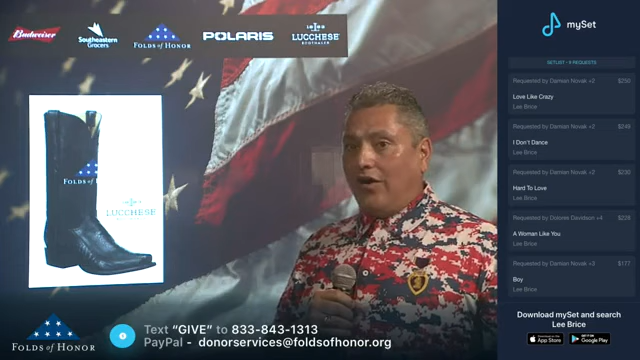 Budweiser
Southeastern
Grocers
FOLDS of HONOR
POLARIS
1883
LUCCHESE
BOOTMAKER
FOLDS of H
LUCCHESE
FOLDS of HONOR
Text “GIVE” to 833-843-1313
PayPal - donorservices@foldsofhonor.org
mySet
SETLIST - 9 REQUESTS
Requested by Damian Novak +2 $250
Love Like Crazy
Lee Brice
Requested by Damian Novak +2 $249
I Don't Dance
Lee Brice
Requested by Damian Novak +2 $230
Hard To Love
Lee Brice
Requested by Dolores Davidson +4 $228
A Woman Like You
Lee Brice
Requested by Damian Novak +3 $177
Boy
Lee Brice
Download mySet and search
Lee Brice
App Store
Google Play